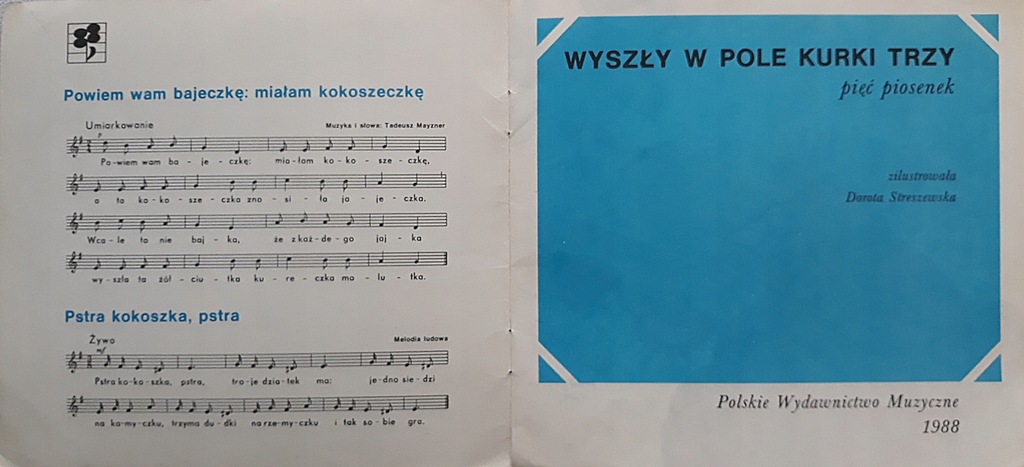 Powiem wam bajeczkę: miałam kokoszeczkę
Umiarkowanie
Muzyka i słowa: Tadeusz Mayzner
p
Po-wiem wam ba - je - czkę: mia-łam ko-ko - sze - czkę,
a ta ko-ko - sze - czka zno - si - ła ja - je - czka.
Wca - le to nie baj - ka, że z każ-de - go jaj - ka
wy - szła ta żół - ciu - tka ku - re - czka ma - lu - tka.
Pstra kokoszka, pstra
Żywo
Melodia ludowa
mf
Pstra ko-ko-szka, pstra, tro-je dzia-tek ma: je-dno sie-dzi
na ka-my-czku, trzyma du-dki na rze-my-czku i tak so-bie gra.
WYSZŁY W POLE KURKI TRZY
pięć piosenek
zilustrowała
Dorota Streszewska
Polskie Wydawnictwo Muzyczne
1988